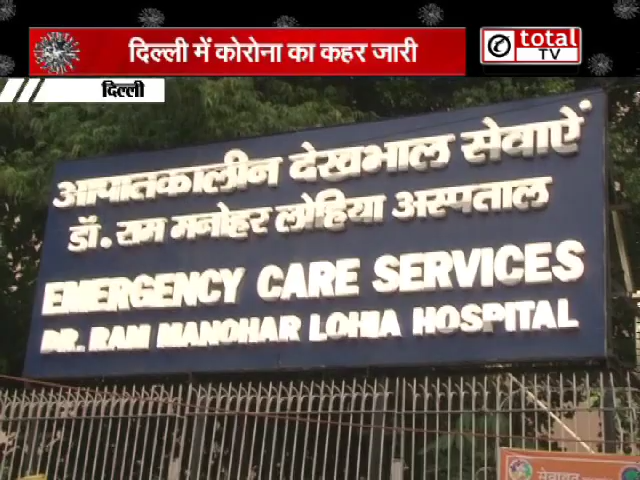 दिल्ली में कोरोना का कहर जारी
total
TV
दिल्ली
आपातकालीन देखभाल सेवाऐं
डॉ. राम मनोहर लोहिया अस्पताल
EMERGENCY CARE SERVICES
DR. RAM MANOHAR LOHIA HOSPITAL